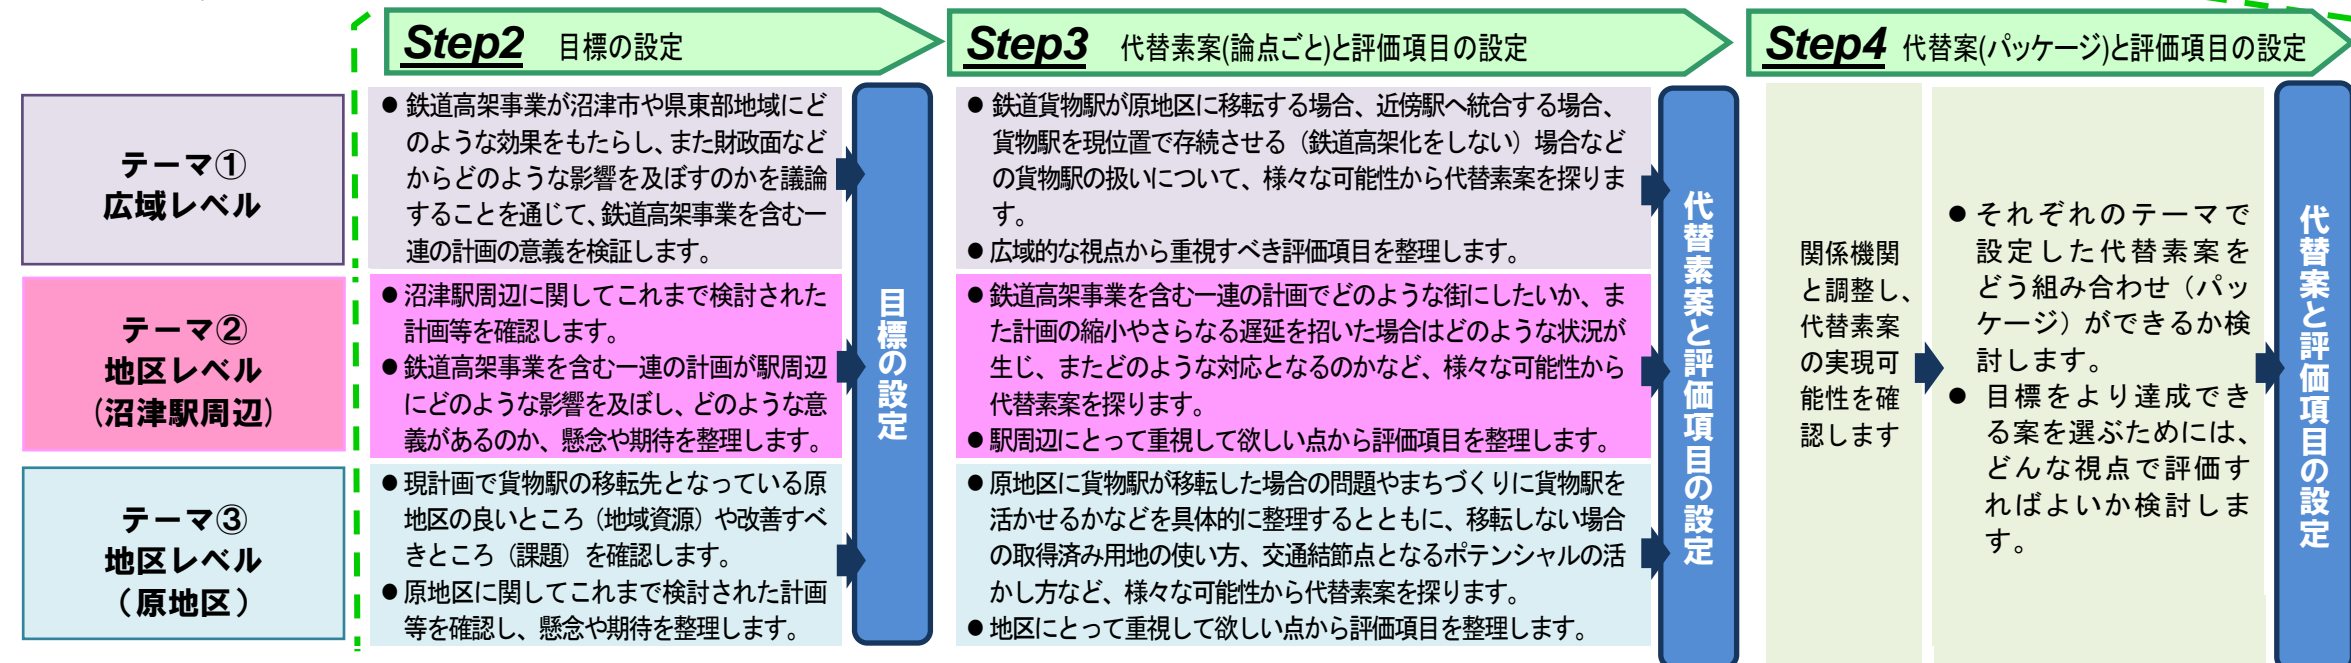 Step2 目標の設定
Step3 代替素案(論点ごと)と評価項目の設定
Step4 代替案(パッケージ)と評価項目の設定
テーマ①
広域レベル
● 鉄道高架事業が沼津市や県東部地域にど
のような効果をもたらし、また財政面など
からどのような影響を及ぼすのかを議論
することを通じて、鉄道高架事業を含む一
連の計画の意義を検証します。
● 鉄道貨物駅が原地区に移転する場合、近傍駅へ統合する場合、
貨物駅を現位置で存続させる（鉄道高架化をしない）場合など
の貨物駅の扱いについて、様々な可能性から代替素案を探りま
す。
● 広域的な視点から重視すべき評価項目を整理します。
テーマ②
地区レベル
（沼津駅周辺）
● 沼津駅周辺に関してこれまで検討された
計画等を確認します。
● 鉄道高架事業を含む一連の計画が駅周辺
にどのような影響を及ぼし、どのような意
義があるのか、懸念や期待を整理します。
● 鉄道高架事業を含む一連の計画でどのような街にしたいか、ま
た計画の縮小やさらなる遅延を招いた場合はどのような状況が
生じ、またどのような対応となるのかなど、様々な可能性から
代替素案を探ります。
● 駅周辺にとって重視して欲しい点から評価項目を整理します。
テーマ③
地区レベル
（原地区）
● 現計画で貨物駅の移転先となっている原
地区の良いところ（地域資源）や改善すべ
きところ（課題）を確認します。
● 原地区に関してこれまで検討された計画
等を確認し、懸念や期待を整理します。
● 原地区に貨物駅が移転した場合の問題やまちづくりに貨物駅を
活かせるかなどを具体的に整理するとともに、移転しない場合
の取得済み用地の使い方、交通結節点となるポテンシャルの活
かし方など、様々な可能性から代替素案を探ります。
● 地区にとって重視して欲しい点から評価項目を整理します。
目標の設定
代替素案と評価項目の設定
関係機関
と調整し、
代替素案
の実現可
能性を確
認します
● それぞれのテーマで
設定した代替素案を
どう組み合わせ（パッ
ケージ）ができるか検
討します。
● 目標をより達成でき
る案を選ぶためには、
どんな視点で評価す
ればよいか検討しま
す。
代替案と評価項目の設定